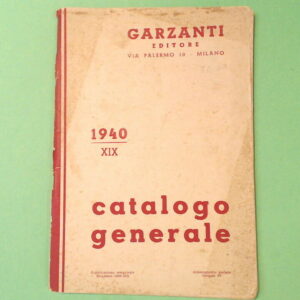 GARZANTI
EDITORE
VIA PALERMO 10 - MILANO
1940
XIX
catalogo
generale